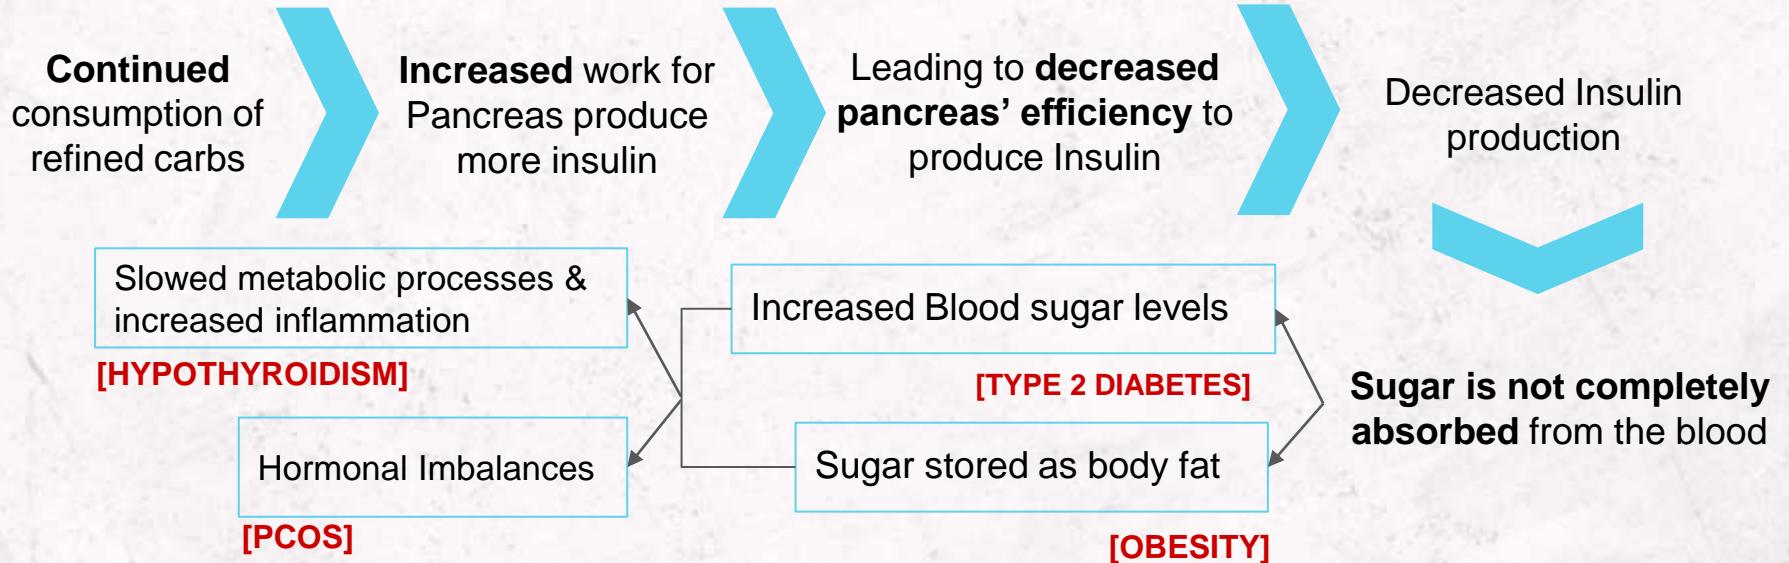 Continued
consumption of
refined carbs
Increased work for
Pancreas produce
more insulin
Leading to decreased
pancreas’ efficiency to
produce Insulin
Decreased Insulin
production
Sugar is not completely
absorbed from the blood
Increased Blood sugar levels
[TYPE 2 DIABETES]
Sugar stored as body fat
[OBESITY]
Slowed metabolic processes &
increased inflammation
[HYPOTHYROIDISM]
Hormonal Imbalances
[PCOS]